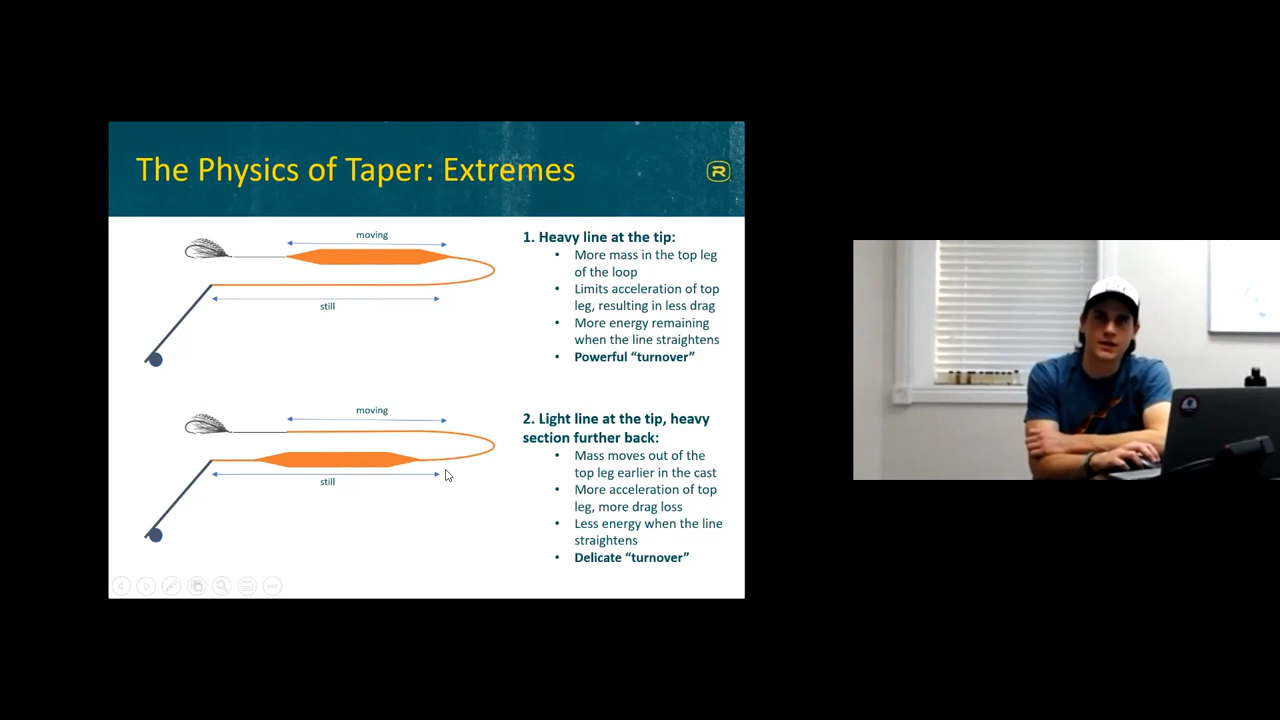 The Physics of Taper: Extremes
R
moving
still
1. Heavy line at the tip:
• More mass in the top leg
of the loop
• Limits acceleration of top
leg, resulting in less drag
• More energy remaining
when the line straightens
• Powerful “turnover”
moving
still
2. Light line at the tip, heavy
section further back:
• Mass moves out of the
top leg earlier in the cast
• More acceleration of top
leg, more drag loss
• Less energy when the line
straightens
• Delicate “turnover”